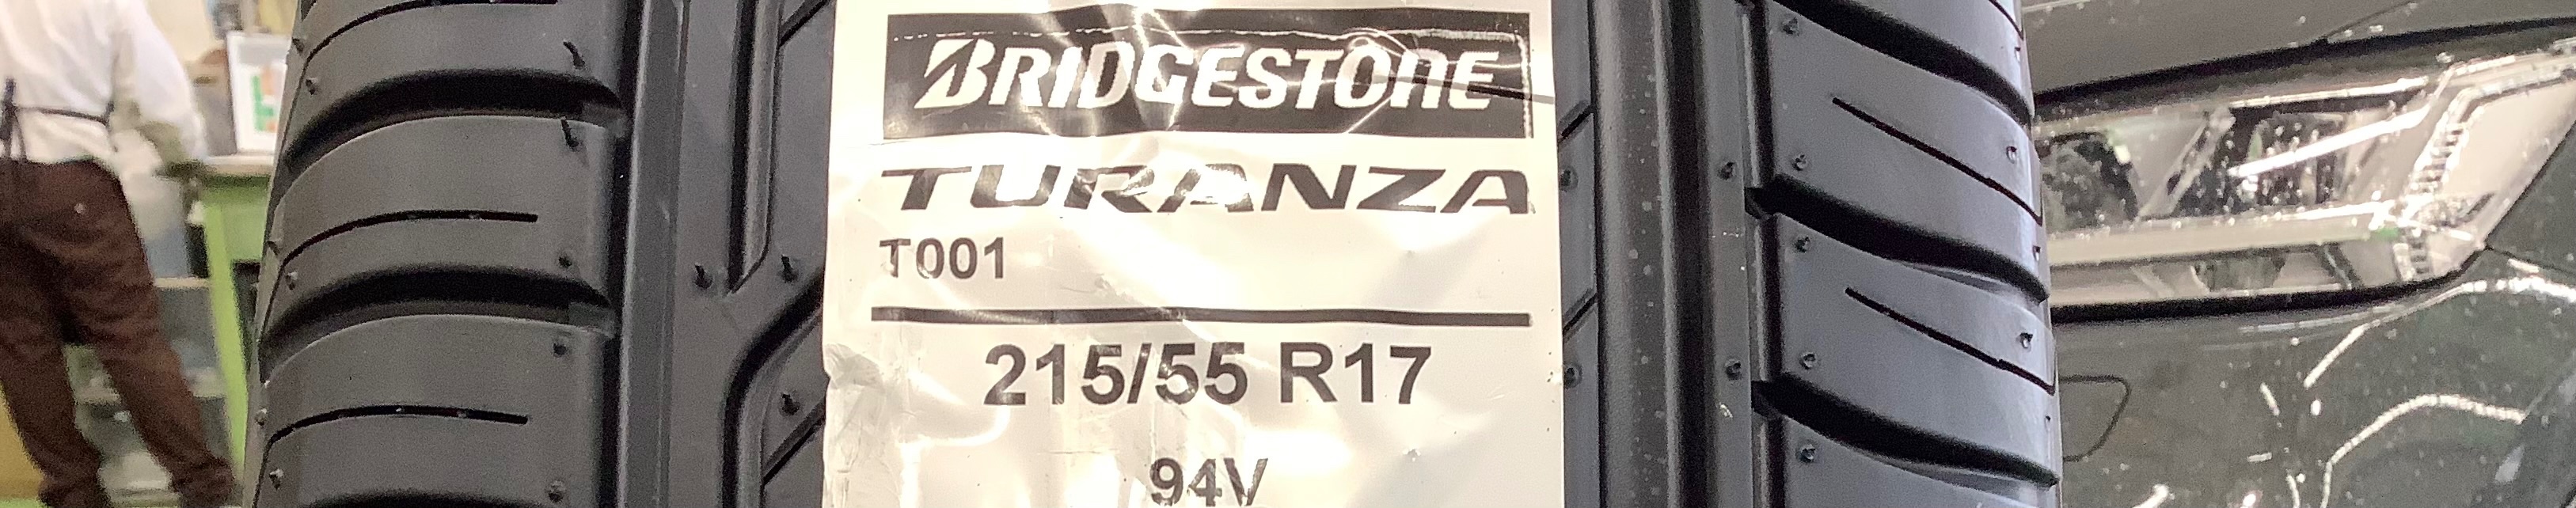 BRIDGESTONE
TURANZA
T001
215/55 R17
94V